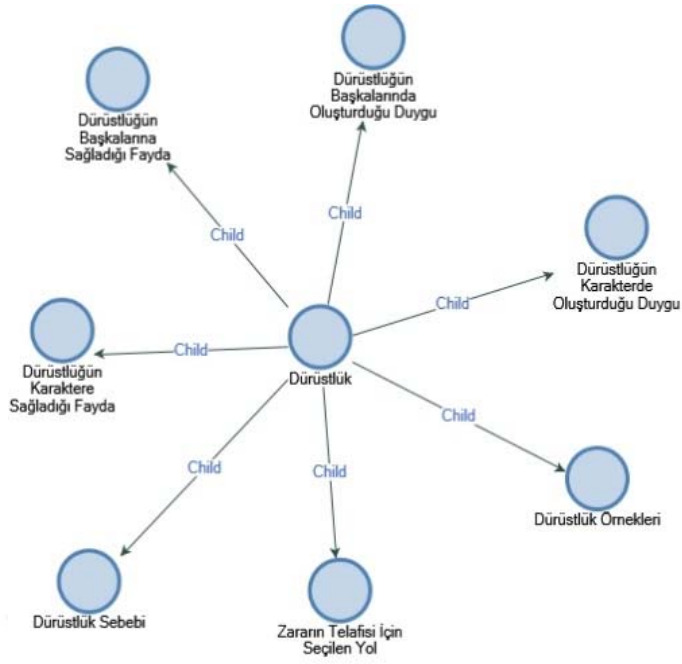 Dürüstlüğün
Başkalarında
Oluşturduğu Duygu
Dürüstlüğün
Başkalarına
Sağladığı Fayda
Child
Child
Dürüstlüğün
Karakterde
Oluşturduğu Duygu
Child
Child
Dürüstlüğün
Karaktere
Sağladığı Fayda
Dürüstlük
Child
Child
Child
Dürüstlük Örnekleri
Dürüstlük Sebebi
Zararın Telafisi İçin
Seçilen Yol